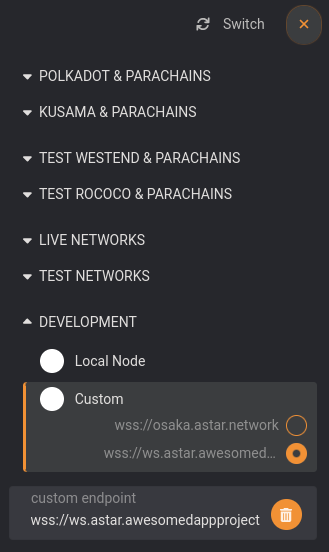 Switch
POLKADOT & PARACHAINS
KUSAMA & PARACHAINS
TEST WESTEND & PARACHAINS
TEST ROCOCO & PARACHAINS
LIVE NETWORKS
TEST NETWORKS
DEVELOPMENT
Local Node
Custom
wss://osaka.astar.network
wss://ws.astar.awesomed...
custom endpoint
wss://ws.astar.awesomedappproject